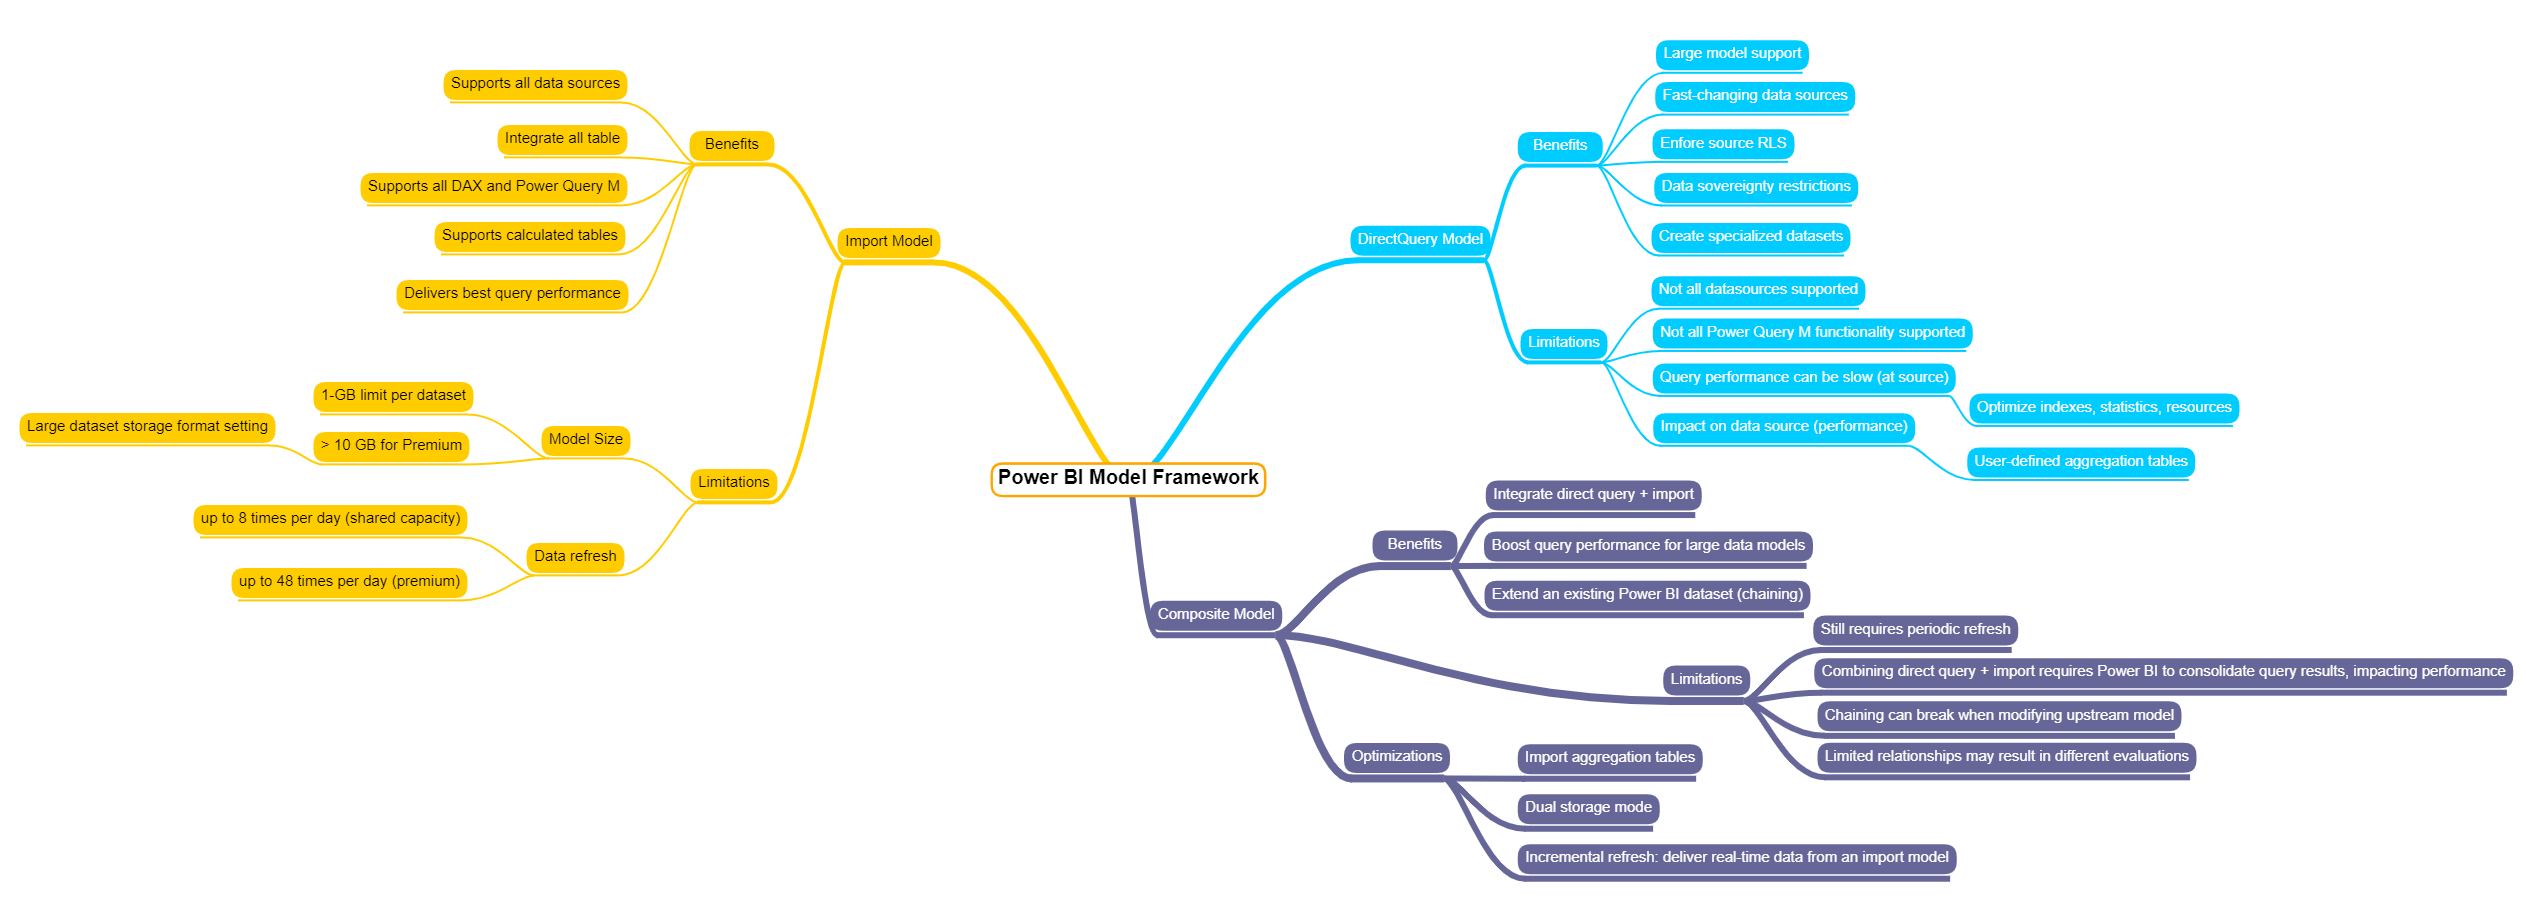 Power BI Model Framework
Import Model
Benefits
Supports all data sources
Integrate all table
Supports all DAX and Power Query M
Supports calculated tables
Delivers best query performance
Limitations
Model Size
1-GB limit per dataset
> 10 GB for Premium
Large dataset storage format setting
Data refresh
up to 8 times per day (shared capacity)
up to 48 times per day (premium)
DirectQuery Model
Benefits
Large model support
Fast-changing data sources
Enfore source RLS
Data sovereignty restrictions
Create specialized datasets
Limitations
Not all datasources supported
Not all Power Query M functionality supported
Query performance can be slow (at source)
Optimize indexes, statistics, resources
Impact on data source (performance)
User-defined aggregation tables
Composite Model
Benefits
Integrate direct query + import
Boost query performance for large data models
Extend an existing Power BI dataset (chaining)
Limitations
Still requires periodic refresh
Combining direct query + import requires Power BI to consolidate query results, impacting performance
Chaining can break when modifying upstream model
Limited relationships may result in different evaluations
Optimizations
Import aggregation tables
Dual storage mode
Incremental refresh: deliver real-time data from an import model